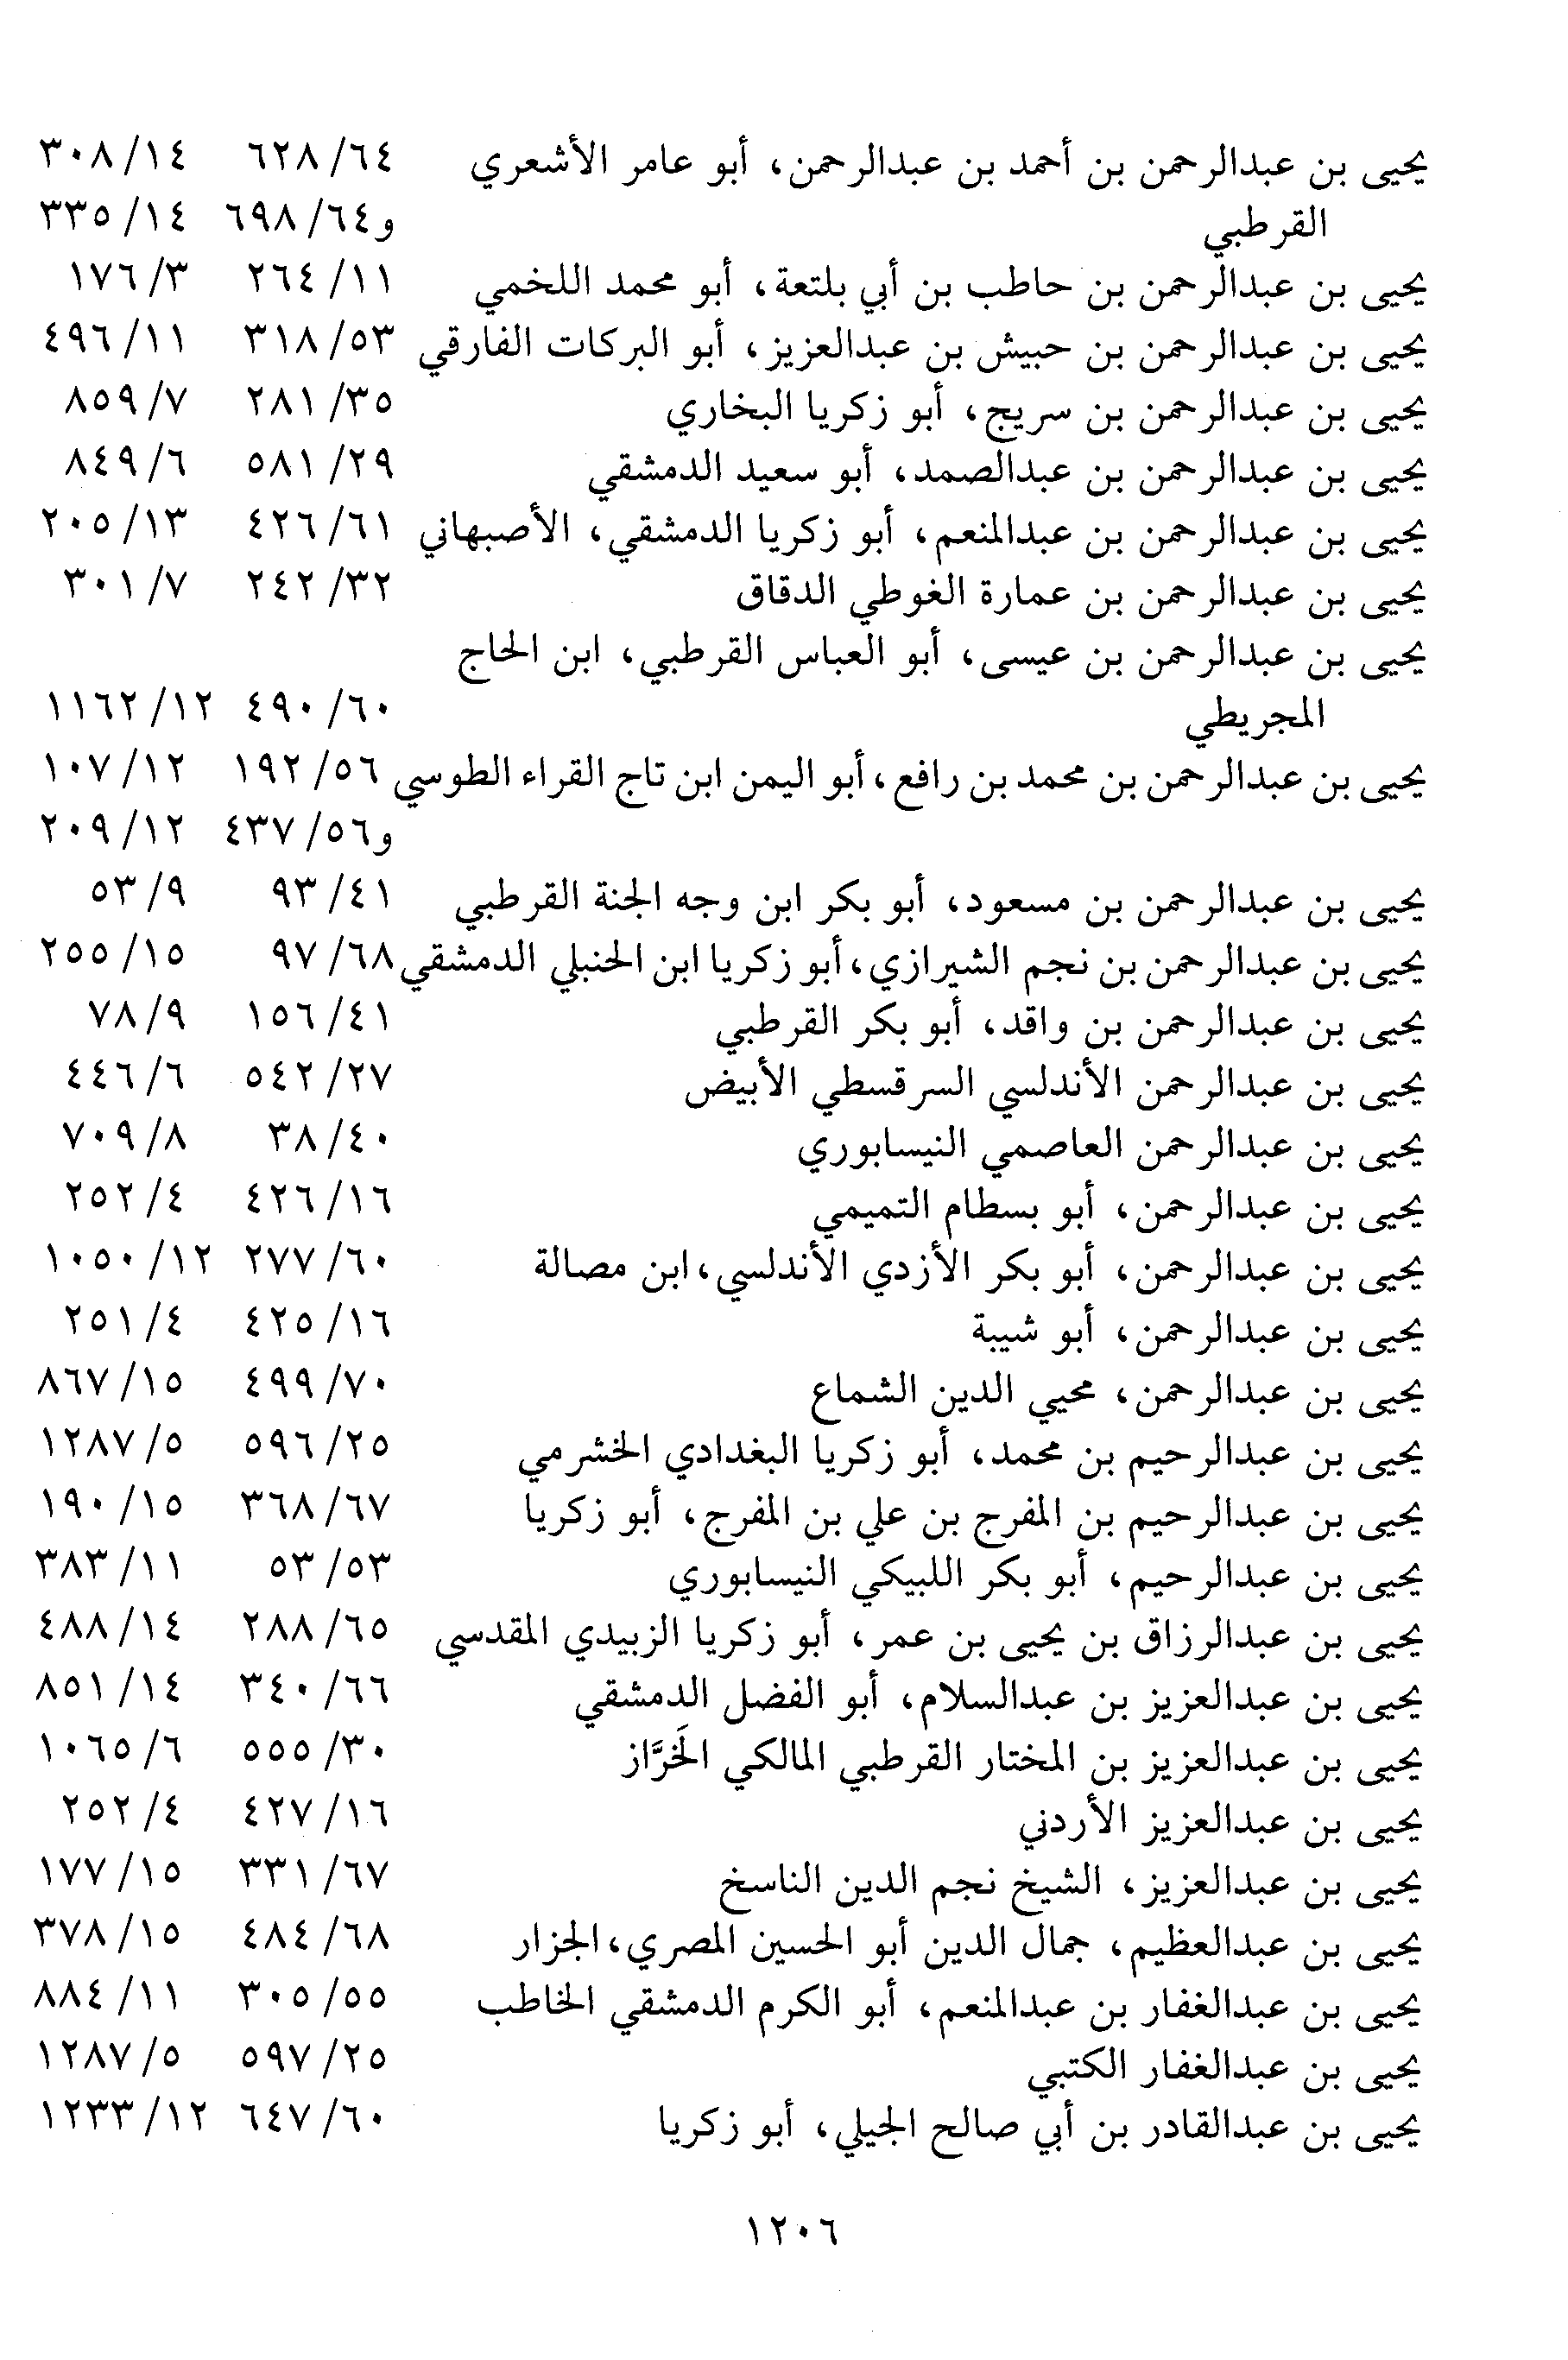 يحيى بن عبدالرحمن بن أحمد بن عبدالرحمن، أبو عامر الأشعري ٦٤/ ٦٢٨ ١٤/ ٣٠٨
القرطبي و٦٤/ ٦٩٨ ١٤/ ٣٣٥
يحيى بن عبدالرحمن بن حاطب بن أبي بلتعة، أبو محمد اللخمي ١١/ ٢٦٤ ٣/ ١٧٦
يحيى بن عبدالرحمن بن حبيش بن عبدالعزيز، أبو البركات الفارقي ٥٣/ ٣١٨ ١١/ ٤٩٦
يحيى بن عبدالرحمن بن سريج، أبو زكريا البخاري ٣٥/ ٢٨١ ٧/ ٨٥٩
يحيى بن عبدالرحمن بن عبدالصمد، أبو سعيد الدمشقي ٢٩/ ٥٨١ ٦/ ٨٤٩
يحيى بن عبدالرحمن بن عبدالمنعم، أبو زكريا الدمشقي، الأصبهاني ٦١/ ٤٢٦ ١٣/ ٢٠٥
يحيى بن عبدالرحمن بن عمارة الغوطي الدقاق ٣٢/ ٢٤٢ ٧/ ٣٠١
يحيى بن عبدالرحمن بن عيسى، أبو العباس القرطبي، ابن الحاج
المجريطي ٦٠/ ٤٩٠ ١٢/ ١١٦٢
يحيى بن عبدالرحمن بن محمد بن رافع، أبو اليمن ابن تاج القراء الطوسي ٥٦/ ١٩٢ ١٢/ ١٠٧
و٥٦/ ٤٣٧ ١٢/ ٢٠٩
يحيى بن عبدالرحمن بن مسعود، أبو بكر ابن وجه الجنة القرطبي ٤١/ ٩٣ ٩/ ٥٣
يحيى بن عبدالرحمن بن نجم الشيرازي، أبو زكريا ابن الحنبلي الدمشقي ٦٨/ ٩٧ ١٥/ ٢٥٥
يحيى بن عبدالرحمن بن واقد، أبو بكر القرطبي ٤١/ ١٥٦ ٩/ ٧٨
يحيى بن عبدالرحمن الأندلسي السرقسطي الأبيض ٢٧/ ٥٤٢ ٦/ ٤٤٦
يحيى بن عبدالرحمن العاصمي النيسابوري ٤٠/ ٣٨ ٨/ ٧٠٩
يحيى بن عبدالرحمن، أبو بسطام التميمي ١٦/ ٤٢٦ ٤/ ٢٥٢
يحيى بن عبدالرحمن، أبو بكر الأزدي الأندلسي، ابن مصالة ٦٠/ ٢٧٧ ١٢/ ١٠٥٠
يحيى بن عبدالرحمن، أبو شيبة ١٦/ ٤٢٥ ٤/ ٢٥١
يحيى بن عبدالرحمن، محيي الدين الشماع ٧٠/ ٤٩٩ ١٥/ ٨٦٧
يحيى بن عبدالرحيم بن محمد، أبو زكريا البغدادي الخشرمي ٢٥/ ٥٩٦ ٥/ ١٢٨٧
يحيى بن عبدالرحيم بن المفرج بن علي بن المفرج، أبو زكريا ٦٧/ ٣٦٨ ١٥/ ١٩٠
يحيى بن عبدالرحيم، أبو بكر اللبيكي النيسابوري ٥٣/ ٥٣ ١١/ ٣٨٣
يحيى بن عبدالرزاق بن يحيى بن عمر، أبو زكريا الزبيدي المقدسي ٦٥/ ٢٨٨ ١٤/ ٤٨٨
يحيى بن عبدالعزيز بن عبدالسلام، أبو الفضل الدمشقي ٦٦/ ٣٤٠ ١٤/ ٨٥١
يحيى بن عبدالعزيز بن المختار القرطبي المالكي الخَرَّاز ٣٠/ ٥٥٥ ٦/ ١٠٦٥
يحيى بن عبدالعزيز الأردني ١٦/ ٤٢٧ ٤/ ٢٥٢
يحيى بن عبدالعزيز، الشيخ نجم الدين الناسخ ٦٧/ ٣٣١ ١٥/ ١٧٧
يحيى بن عبدالعظيم، جمال الدين أبو الحسين المصري، الجزار ٦٨/ ٤٨٤ ١٥/ ٣٧٨
يحيى بن عبدالغفار بن عبدالمنعم، أبو الكرم الدمشقي الخاطب ٥٥/ ٣٠٥ ١١/ ٨٨٤
يحيى بن عبدالغفار الكتبي ٢٥/ ٥٩٧ ٥/ ١٢٨٧
يحيى بن عبدالقادر بن أبي صالح الجيلي، أبو زكريا ٦٠/ ٦٤٧ ١٢/ ١٢٣٣
١٢٠٦